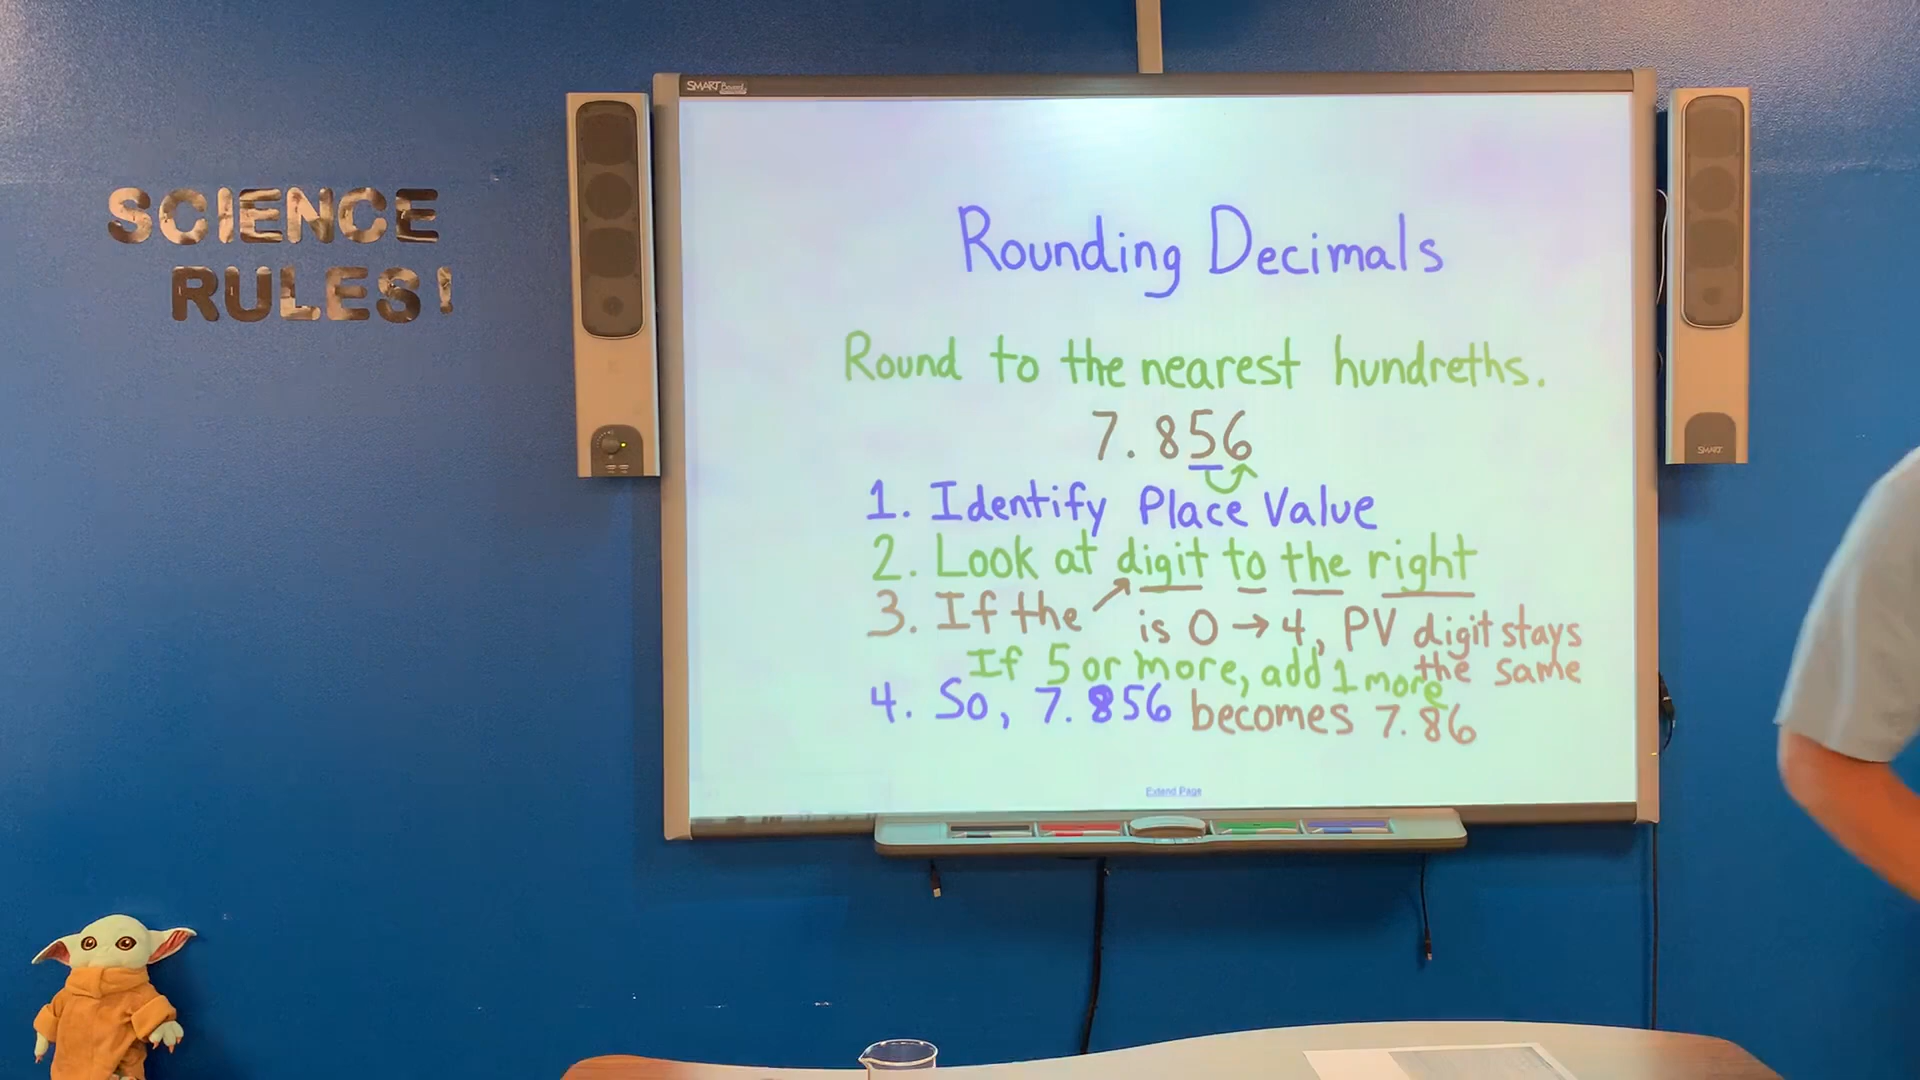 SCIENCE
RULES!
SMART Board
Rounding Decimals
Round to the nearest hundreths.
7.856
1. Identify Place Value
2. Look at digit to the right
3. If the ↗ is 0 → 4, PV digit stays
the same
If 5 or more, add 1 more
4. So, 7.856 becomes 7.86
Extend Page
SMART